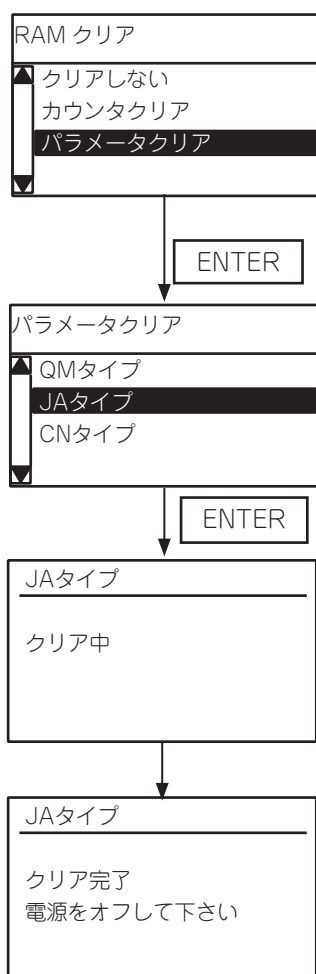 RAM クリア
クリアしない
カウンタクリア
パラメータクリア
ENTER
パラメータクリア
QMタイプ
JAタイプ
CNタイプ
ENTER
JAタイプ
クリア中
JAタイプ
クリア完了
電源をオフして下さい